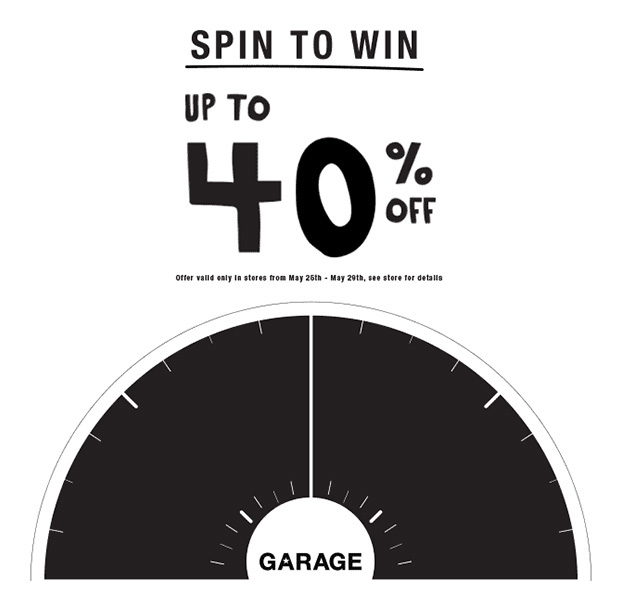 SPIN TO WIN
UP TO
40%
OFF
Offer valid only in stores from May 25th - May 29th, see store for details
GARAGE